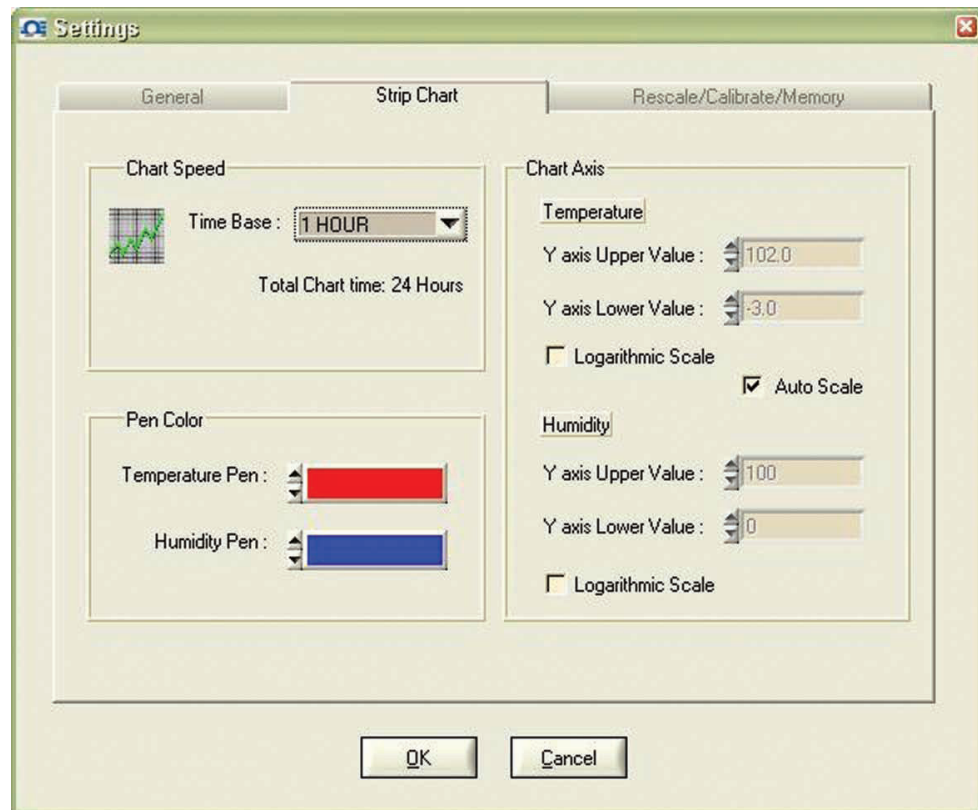 Settings
General
Strip Chart
Rescale/Calibrate/Memory
Chart Speed
Time Base : 1 HOUR
Total Chart time: 24 Hours
Pen Color
Temperature Pen :
Humidity Pen :
Chart Axis
Temperature
Y axis Upper Value : 102.0
Y axis Lower Value : -3.0
Logarithmic Scale
Auto Scale
Humidity
Y axis Upper Value : 100
Y axis Lower Value : 0
Logarithmic Scale
OK
Cancel